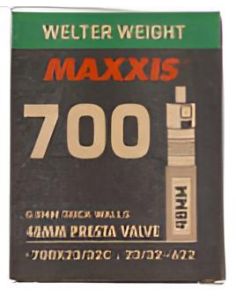 WELTER WEIGHT
MAXXIS
700
48MM
0.8MM THICK WALLS
48MM PRESTA VALVE
• 700X23/32C • 23/32-622